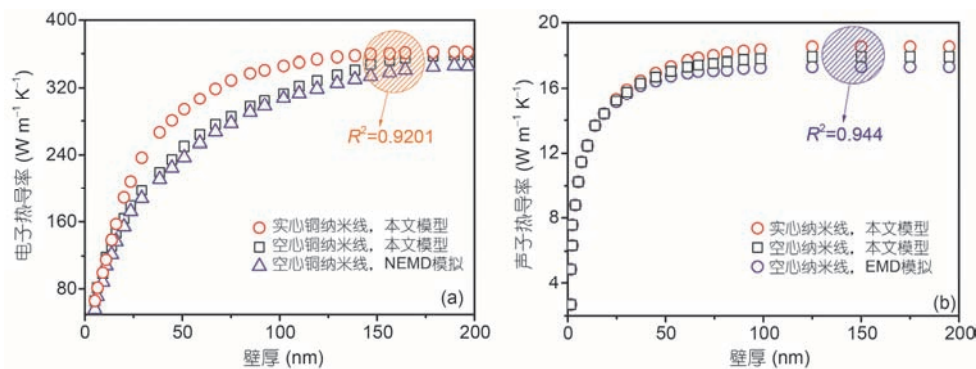 400
320
240
160
80
电子热导率 (W m⁻¹ K⁻¹)
R²=0.9201
实心铜纳米线，本文模型
空心铜纳米线，本文模型
空心铜纳米线，NEMD模拟
(a)
0 50 100 150 200
壁厚 (nm)
20
16
12
8
4
声子热导率 (W m⁻¹ K⁻¹)
R²=0.944
实心纳米线，本文模型
空心纳米线，本文模型
空心纳米线，EMD模拟
(b)
0 50 100 150 200
壁厚 (nm)